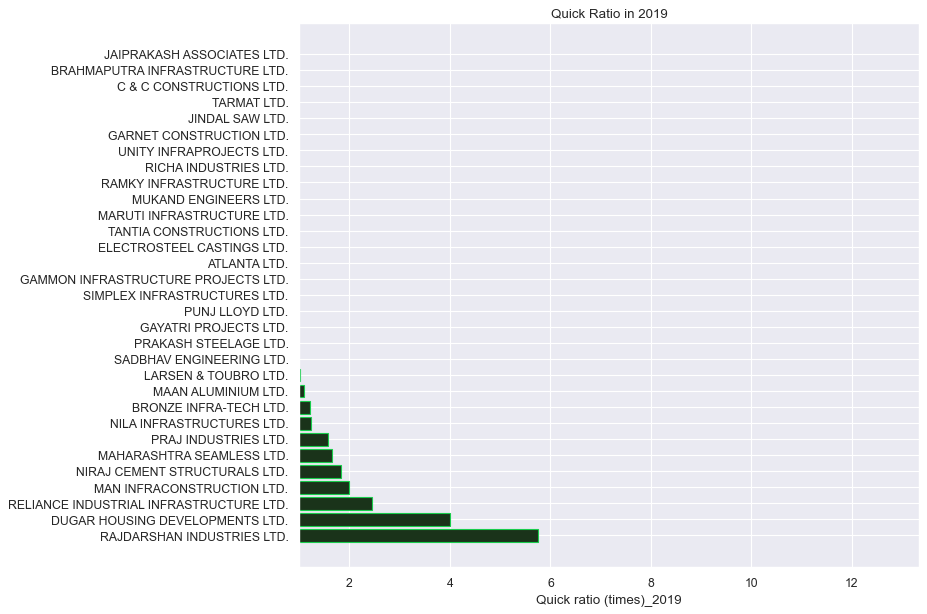 Quick Ratio in 2019
JAIPRAKASH ASSOCIATES LTD.
BRAHMAPUTRA INFRASTRUCTURE LTD.
C & C CONSTRUCTIONS LTD.
TARMAT LTD.
JINDAL SAW LTD.
GARNET CONSTRUCTION LTD.
UNITY INFRAPROJECTS LTD.
RICHA INDUSTRIES LTD.
RAMKY INFRASTRUCTURE LTD.
MUKAND ENGINEERS LTD.
MARUTI INFRASTRUCTURE LTD.
TANTIA CONSTRUCTIONS LTD.
ELECTROSTEEL CASTINGS LTD.
ATLANTA LTD.
GAMMON INFRASTRUCTURE PROJECTS LTD.
SIMPLEX INFRASTRUCTURES LTD.
PUNJ LLOYD LTD.
GAYATRI PROJECTS LTD.
PRAKASH STEELAGE LTD.
SADBHAV ENGINEERING LTD.
LARSEN & TOUBRO LTD.
MAAN ALUMINIUM LTD.
BRONZE INFRA-TECH LTD.
NILA INFRASTRUCTURES LTD.
PRAJ INDUSTRIES LTD.
MAHARASHTRA SEAMLESS LTD.
NIRAJ CEMENT STRUCTURALS LTD.
MAN INFRACONSTRUCTION LTD.
RELIANCE INDUSTRIAL INFRASTRUCTURE LTD.
DUGAR HOUSING DEVELOPMENTS LTD.
RAJDARSHAN INDUSTRIES LTD.
2 4 6 8 10 12
Quick ratio (times)_2019